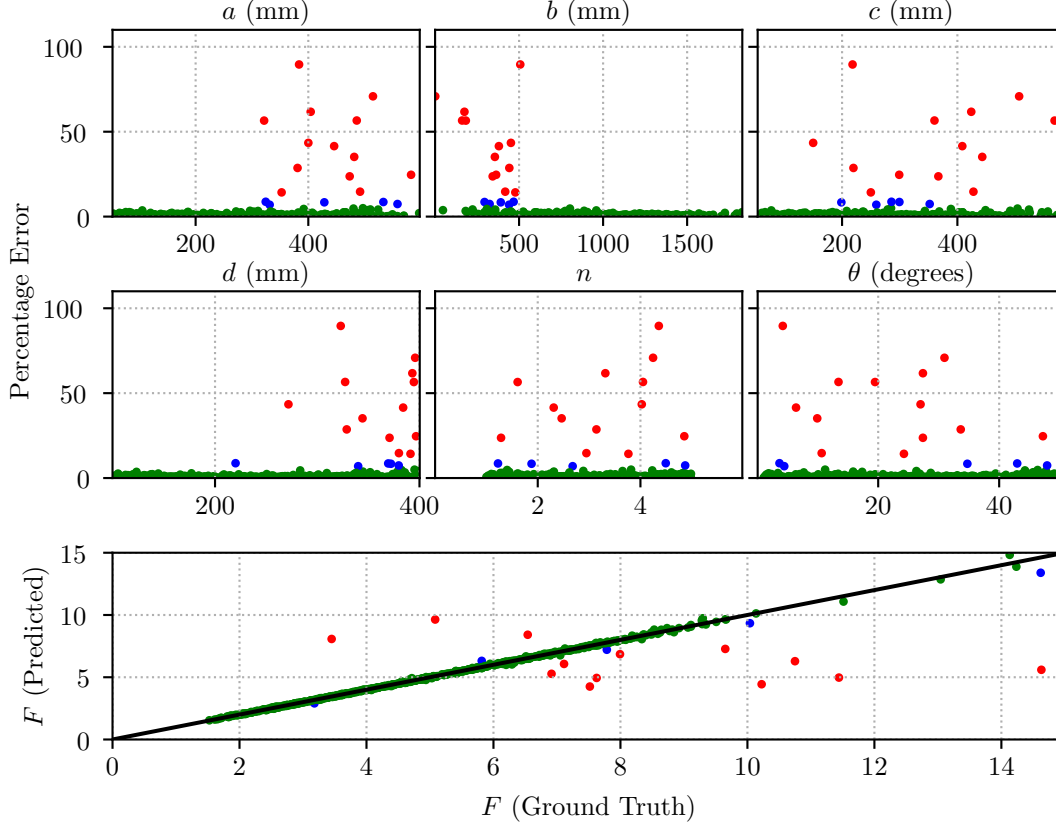 a (mm) b (mm) c (mm)
100
50
0
200 400 500 1000 1500 200 400
d (mm) n θ (degrees)
100
50
0
200 400 2 4 20 40
Percentage Error
15
10
5
0
0 2 4 6 8 10 12 14
F (Predicted)
F (Ground Truth)